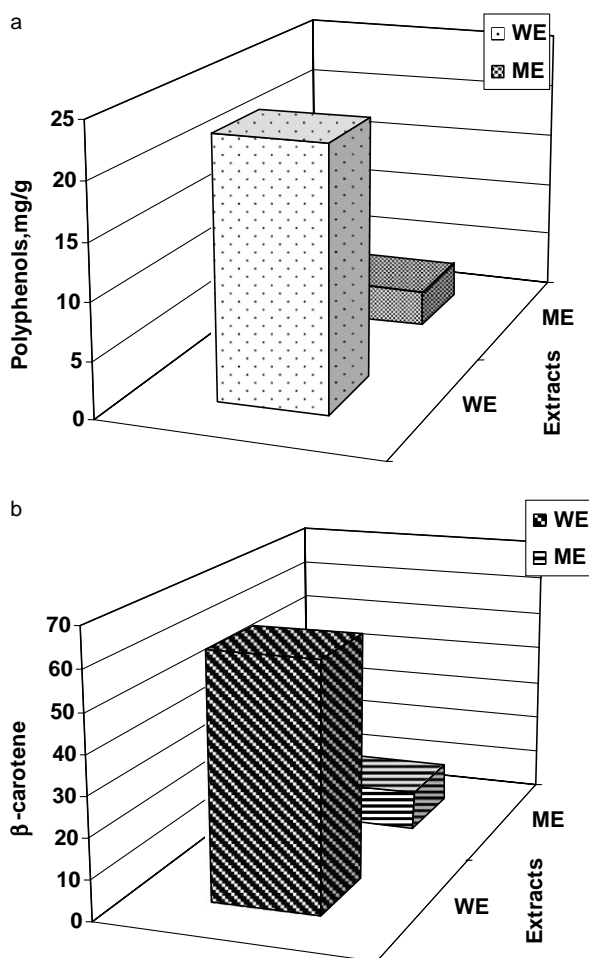 a
WE
ME
25
20
15
10
5
0
Polyphenols,mg/g
ME
WE
Extracts
b
WE
ME
70
60
50
40
30
20
10
0
β-carotene
ME
WE
Extracts